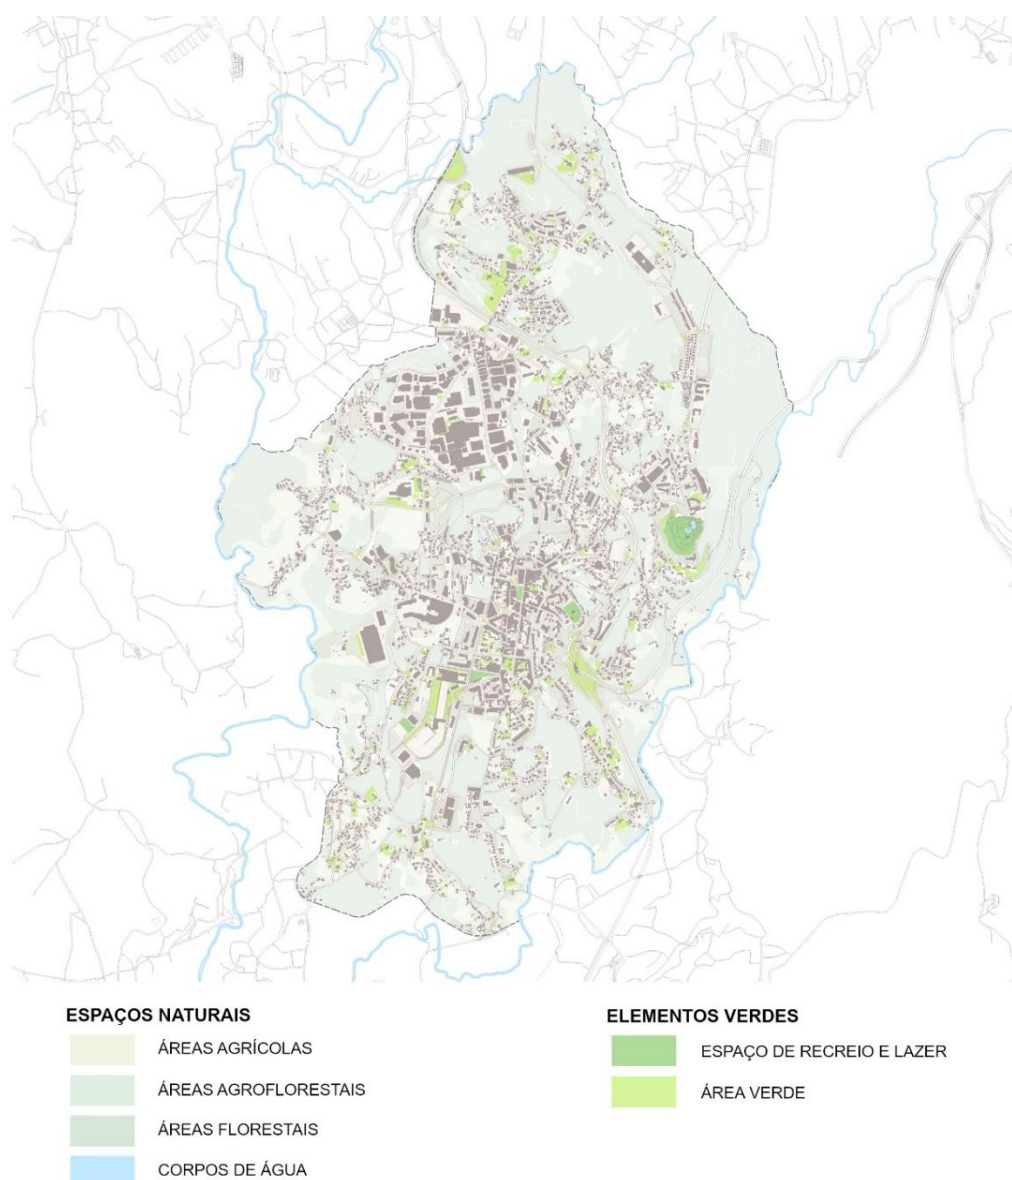 ESPAÇOS NATURAIS
ÁREAS AGRÍCOLAS
ÁREAS AGROFLORESTAIS
ÁREAS FLORESTAIS
CORPOS DE ÁGUA
ELEMENTOS VERDES
ESPAÇO DE RECREIO E LAZER
ÁREA VERDE